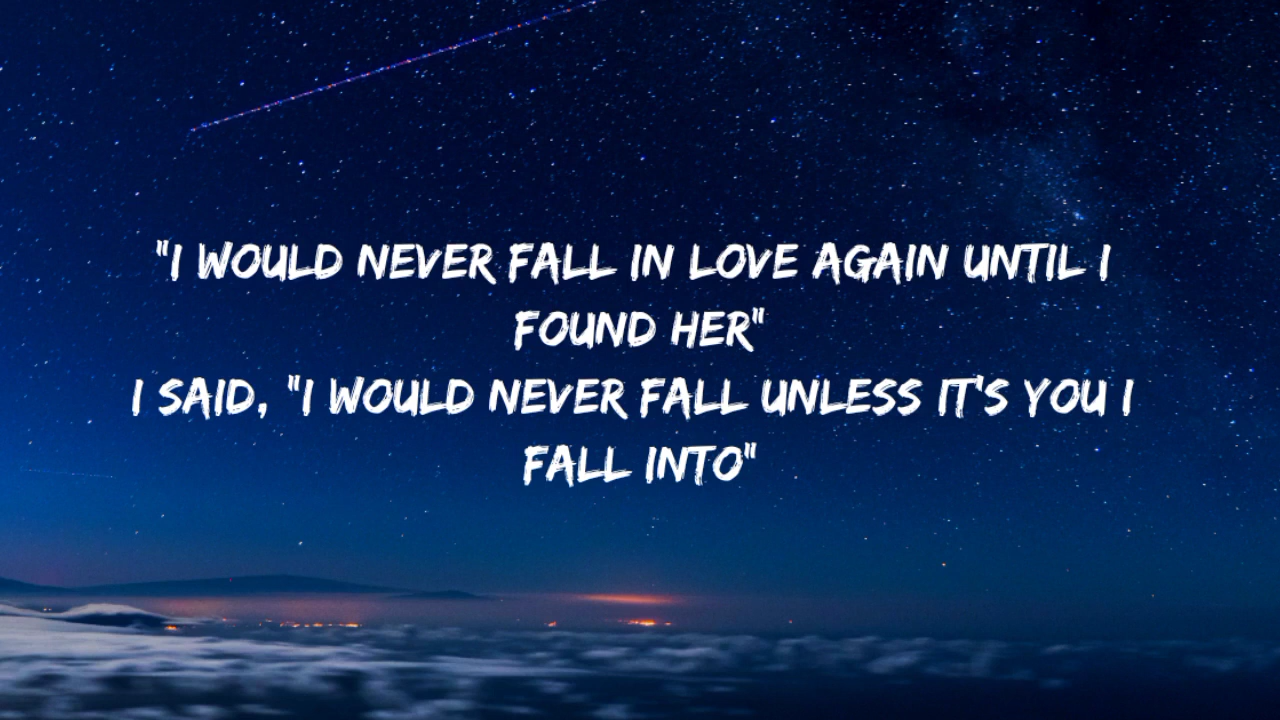 "I WOULD NEVER FALL IN LOVE AGAIN UNTIL I
FOUND HER"
I SAID, "I WOULD NEVER FALL UNLESS IT'S YOU I
FALL INTO"